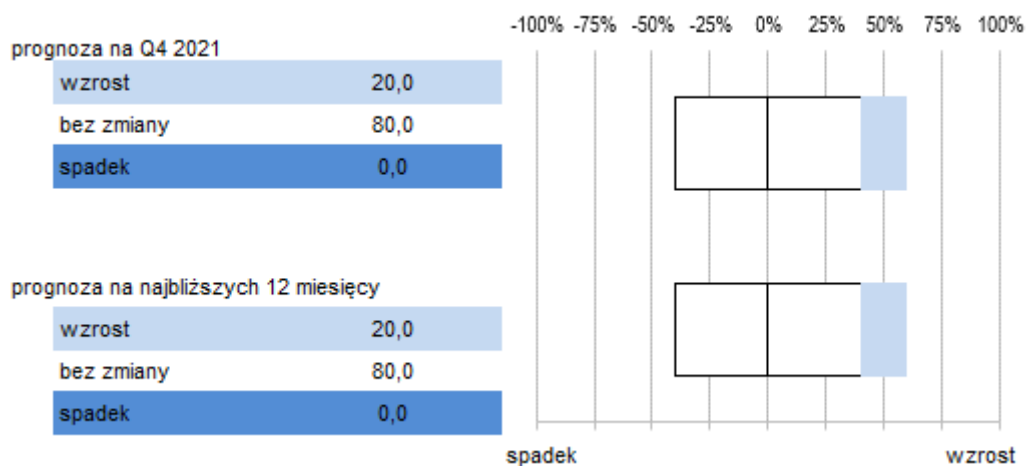 -100% -75% -50% -25% 0% 25% 50% 75% 100%
prognoza na Q4 2021
wzrost 20,0
bez zmiany 80,0
spadek 0,0
prognoza na najbliższych 12 miesięcy
wzrost 20,0
bez zmiany 80,0
spadek 0,0
spadek wzrost